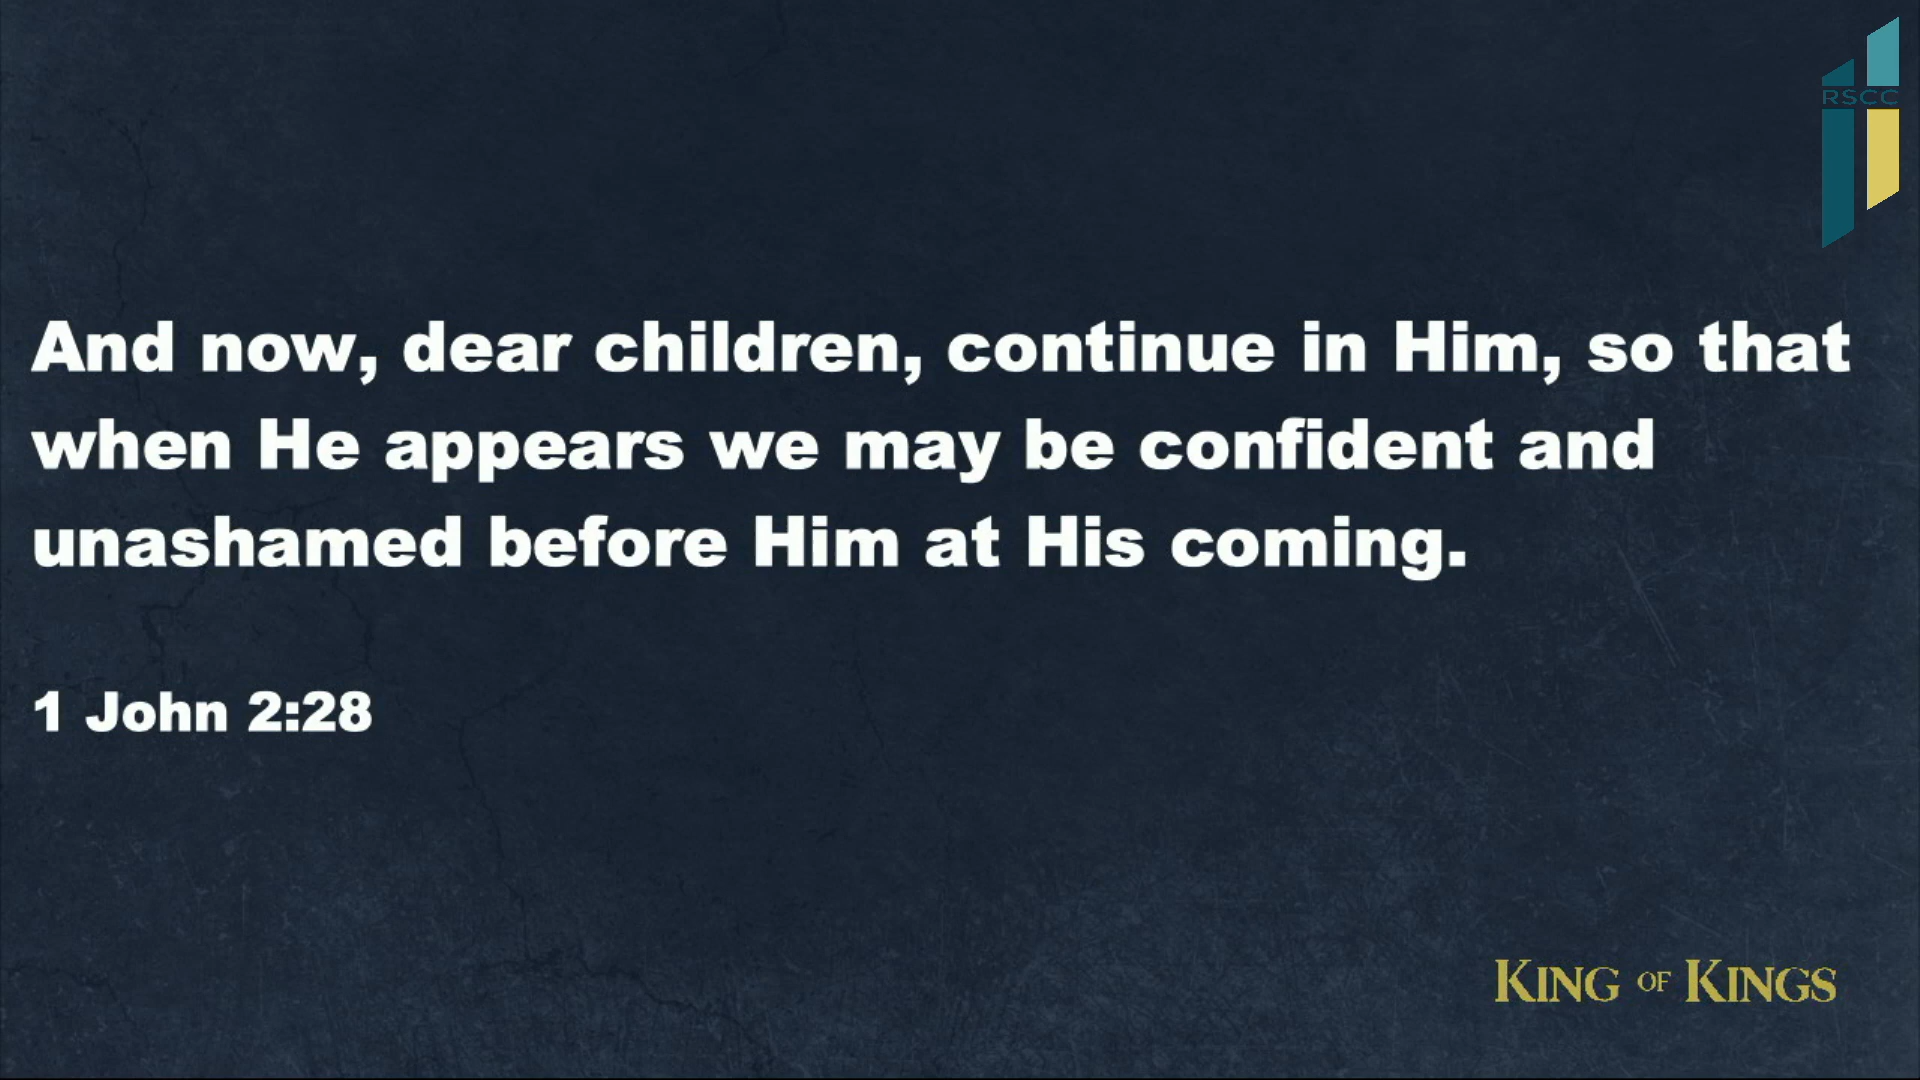 RSCC
And now, dear children, continue in Him, so that
when He appears we may be confident and
unashamed before Him at His coming.
1 John 2:28
KING OF KINGS